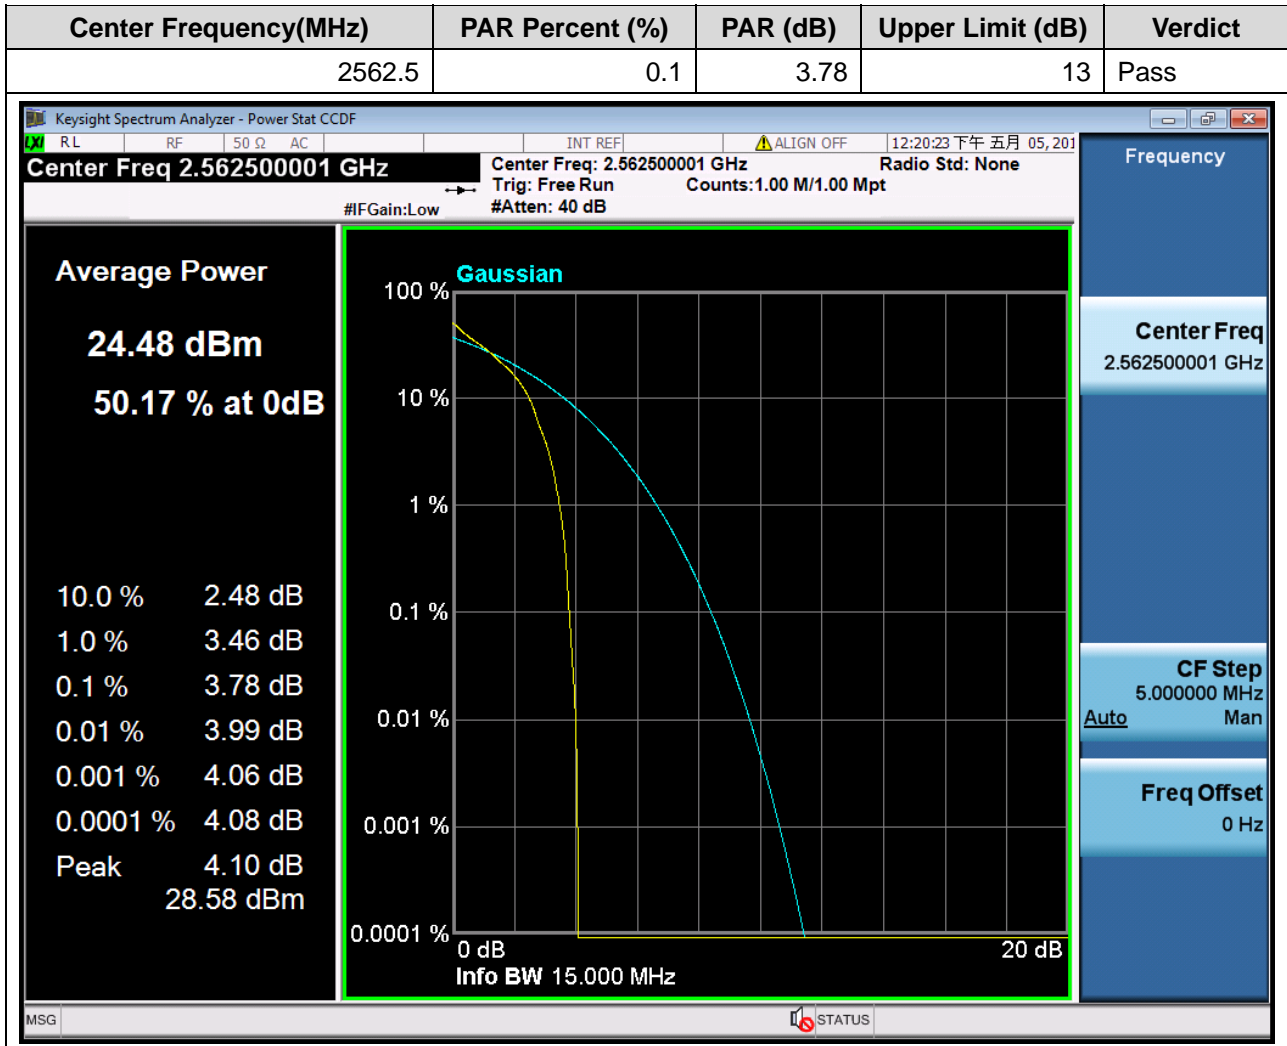 Center Frequency(MHz) PAR Percent (%) PAR (dB) Upper Limit (dB) Verdict
2562.5 0.1 3.78 13 Pass
Keysight Spectrum Analyzer - Power Stat CCDF
LXI RL RF 50 Ω AC INT REF ALIGN OFF 12:20:23 下午 五月 05, 201
Center Freq 2.562500001 GHz
Center Freq: 2.562500001 GHz Radio Std: None
Trig: Free Run Counts:1.00 M/1.00 Mpt
#IFGain:Low #Atten: 40 dB
Average Power
24.48 dBm
50.17 % at 0dB
10.0 % 2.48 dB
1.0 % 3.46 dB
0.1 % 3.78 dB
0.01 % 3.99 dB
0.001 % 4.06 dB
0.0001 % 4.08 dB
Peak 4.10 dB
28.58 dBm
Gaussian
100 %
10 %
1 %
0.1 %
0.01 %
0.001 %
0.0001 %
0 dB 20 dB
Info BW 15.000 MHz
Frequency
Center Freq
2.562500001 GHz
CF Step
5.000000 MHz
Auto Man
Freq Offset
0 Hz
MSG STATUS